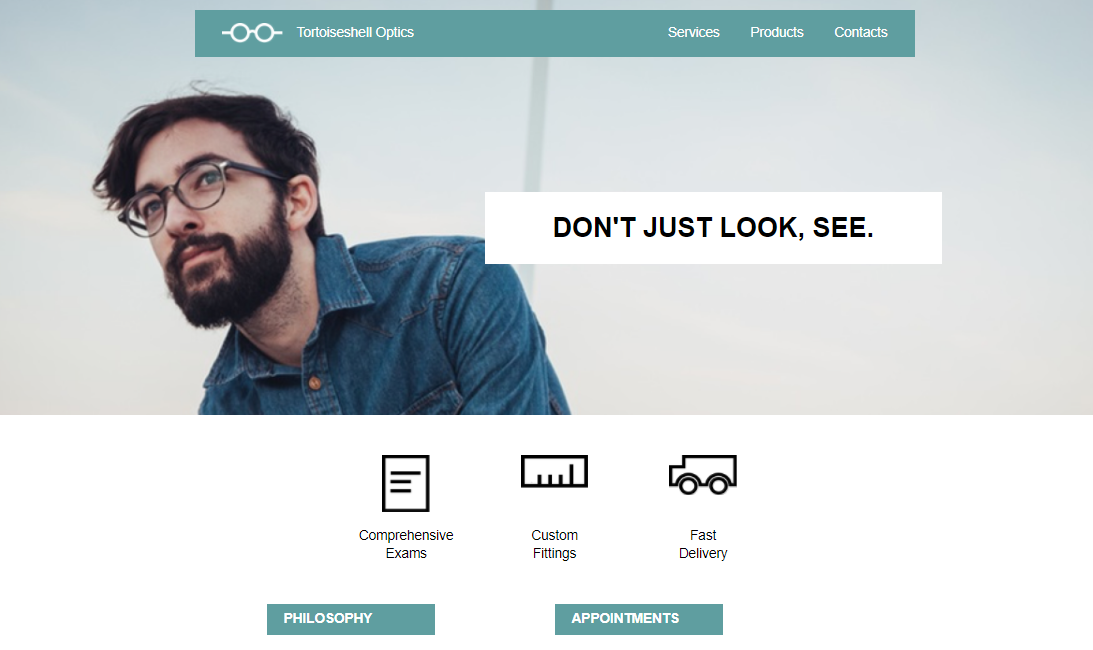 Tortoiseshell Optics
Services
Products
Contacts
DON'T JUST LOOK, SEE.
Comprehensive
Exams
Custom
Fittings
Fast
Delivery
PHILOSOPHY
APPOINTMENTS